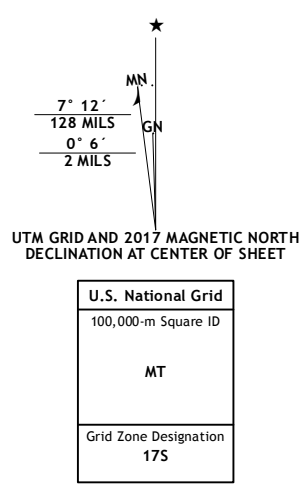 ★
MN
7° 12´
128 MILS
GN
0° 6´
2 MILS
UTM GRID AND 2017 MAGNETIC NORTH
DECLINATION AT CENTER OF SHEET
U.S. National Grid
100,000-m Square ID
MT
Grid Zone Designation
17S